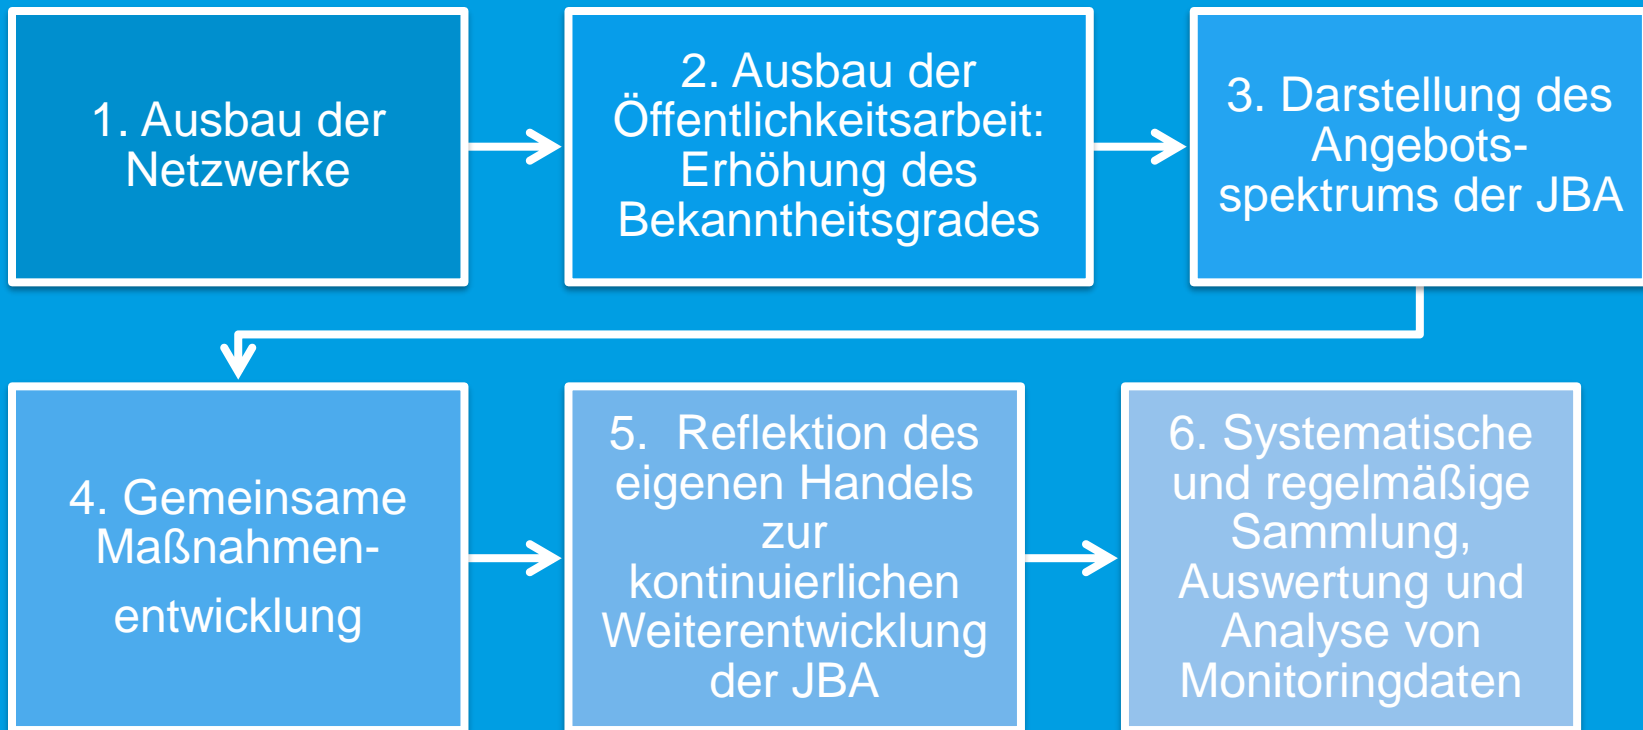 1. Ausbau der
Netzwerke
2. Ausbau der
Öffentlichkeitsarbeit:
Erhöhung des
Bekanntheitsgrades
3. Darstellung des
Angebots-
spektrums der JBA
4. Gemeinsame
Maßnahmen-
entwicklung
5.  Reflektion des
eigenen Handels
zur
kontinuierlichen
Weiterentwicklung
der JBA
6. Systematische
und regelmäßige
Sammlung,
Auswertung und
Analyse von
Monitoringdaten